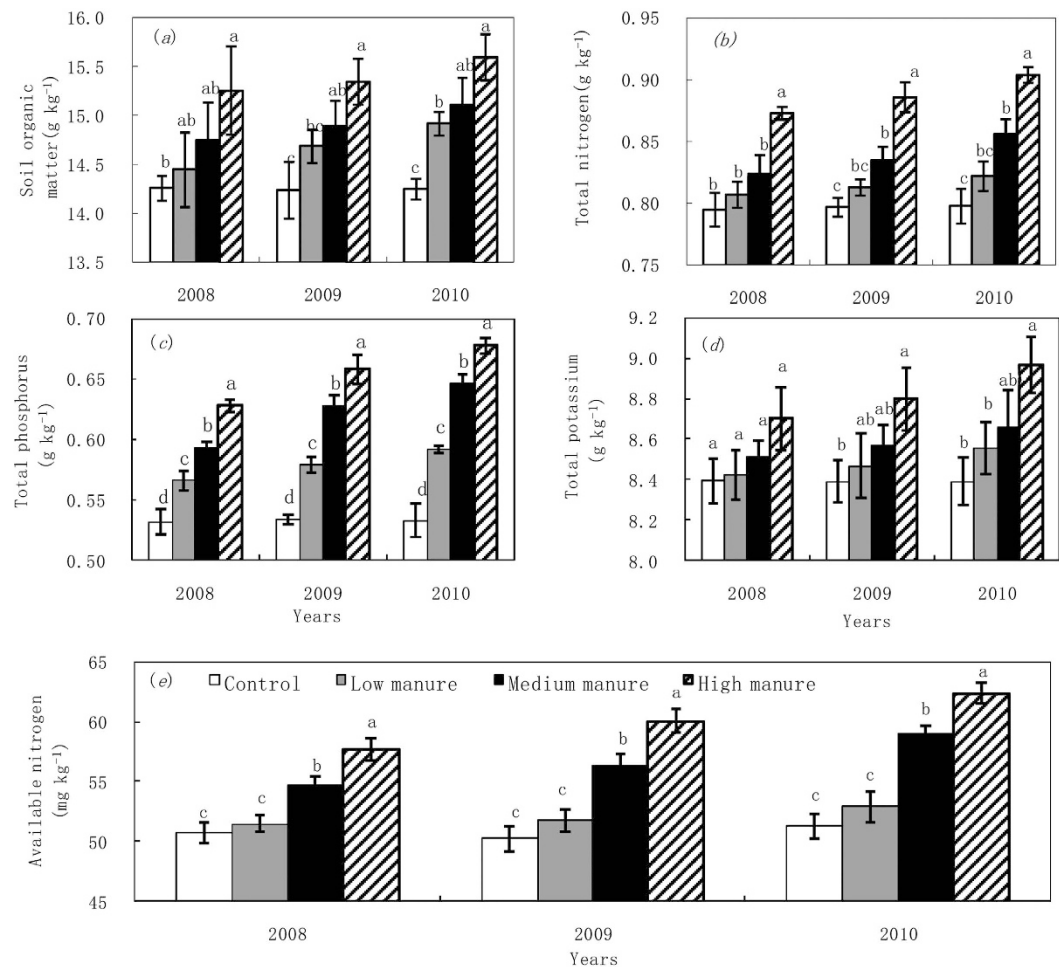 Soil organic
matter(g kg⁻¹)
16.0
15.5
15.0
14.5
14.0
13.5
(a)
b ab ab a
c bc ab a
c b ab a
2008 2009 2010
Total nitrogen(g kg⁻¹)
0.95
0.90
0.85
0.80
0.75
(b)
b b b a
c bc b a
c bc b a
2008 2009 2010
Total phosphorus
(g kg⁻¹)
0.70
0.65
0.60
0.55
0.50
(c)
d c b a
d c b a
d c b a
2008 2009 2010
Years
Total potassium
(g kg⁻¹)
9.2
9.0
8.8
8.6
8.4
8.2
8.0
(d)
a a a a
b ab ab a
b b ab a
2008 2009 2010
Years
Available nitrogen
(mg kg⁻¹)
65
60
55
50
45
(e) Control Low manure Medium manure High manure
c c b a
c c b a
c c b a
2008 2009 2010
Years